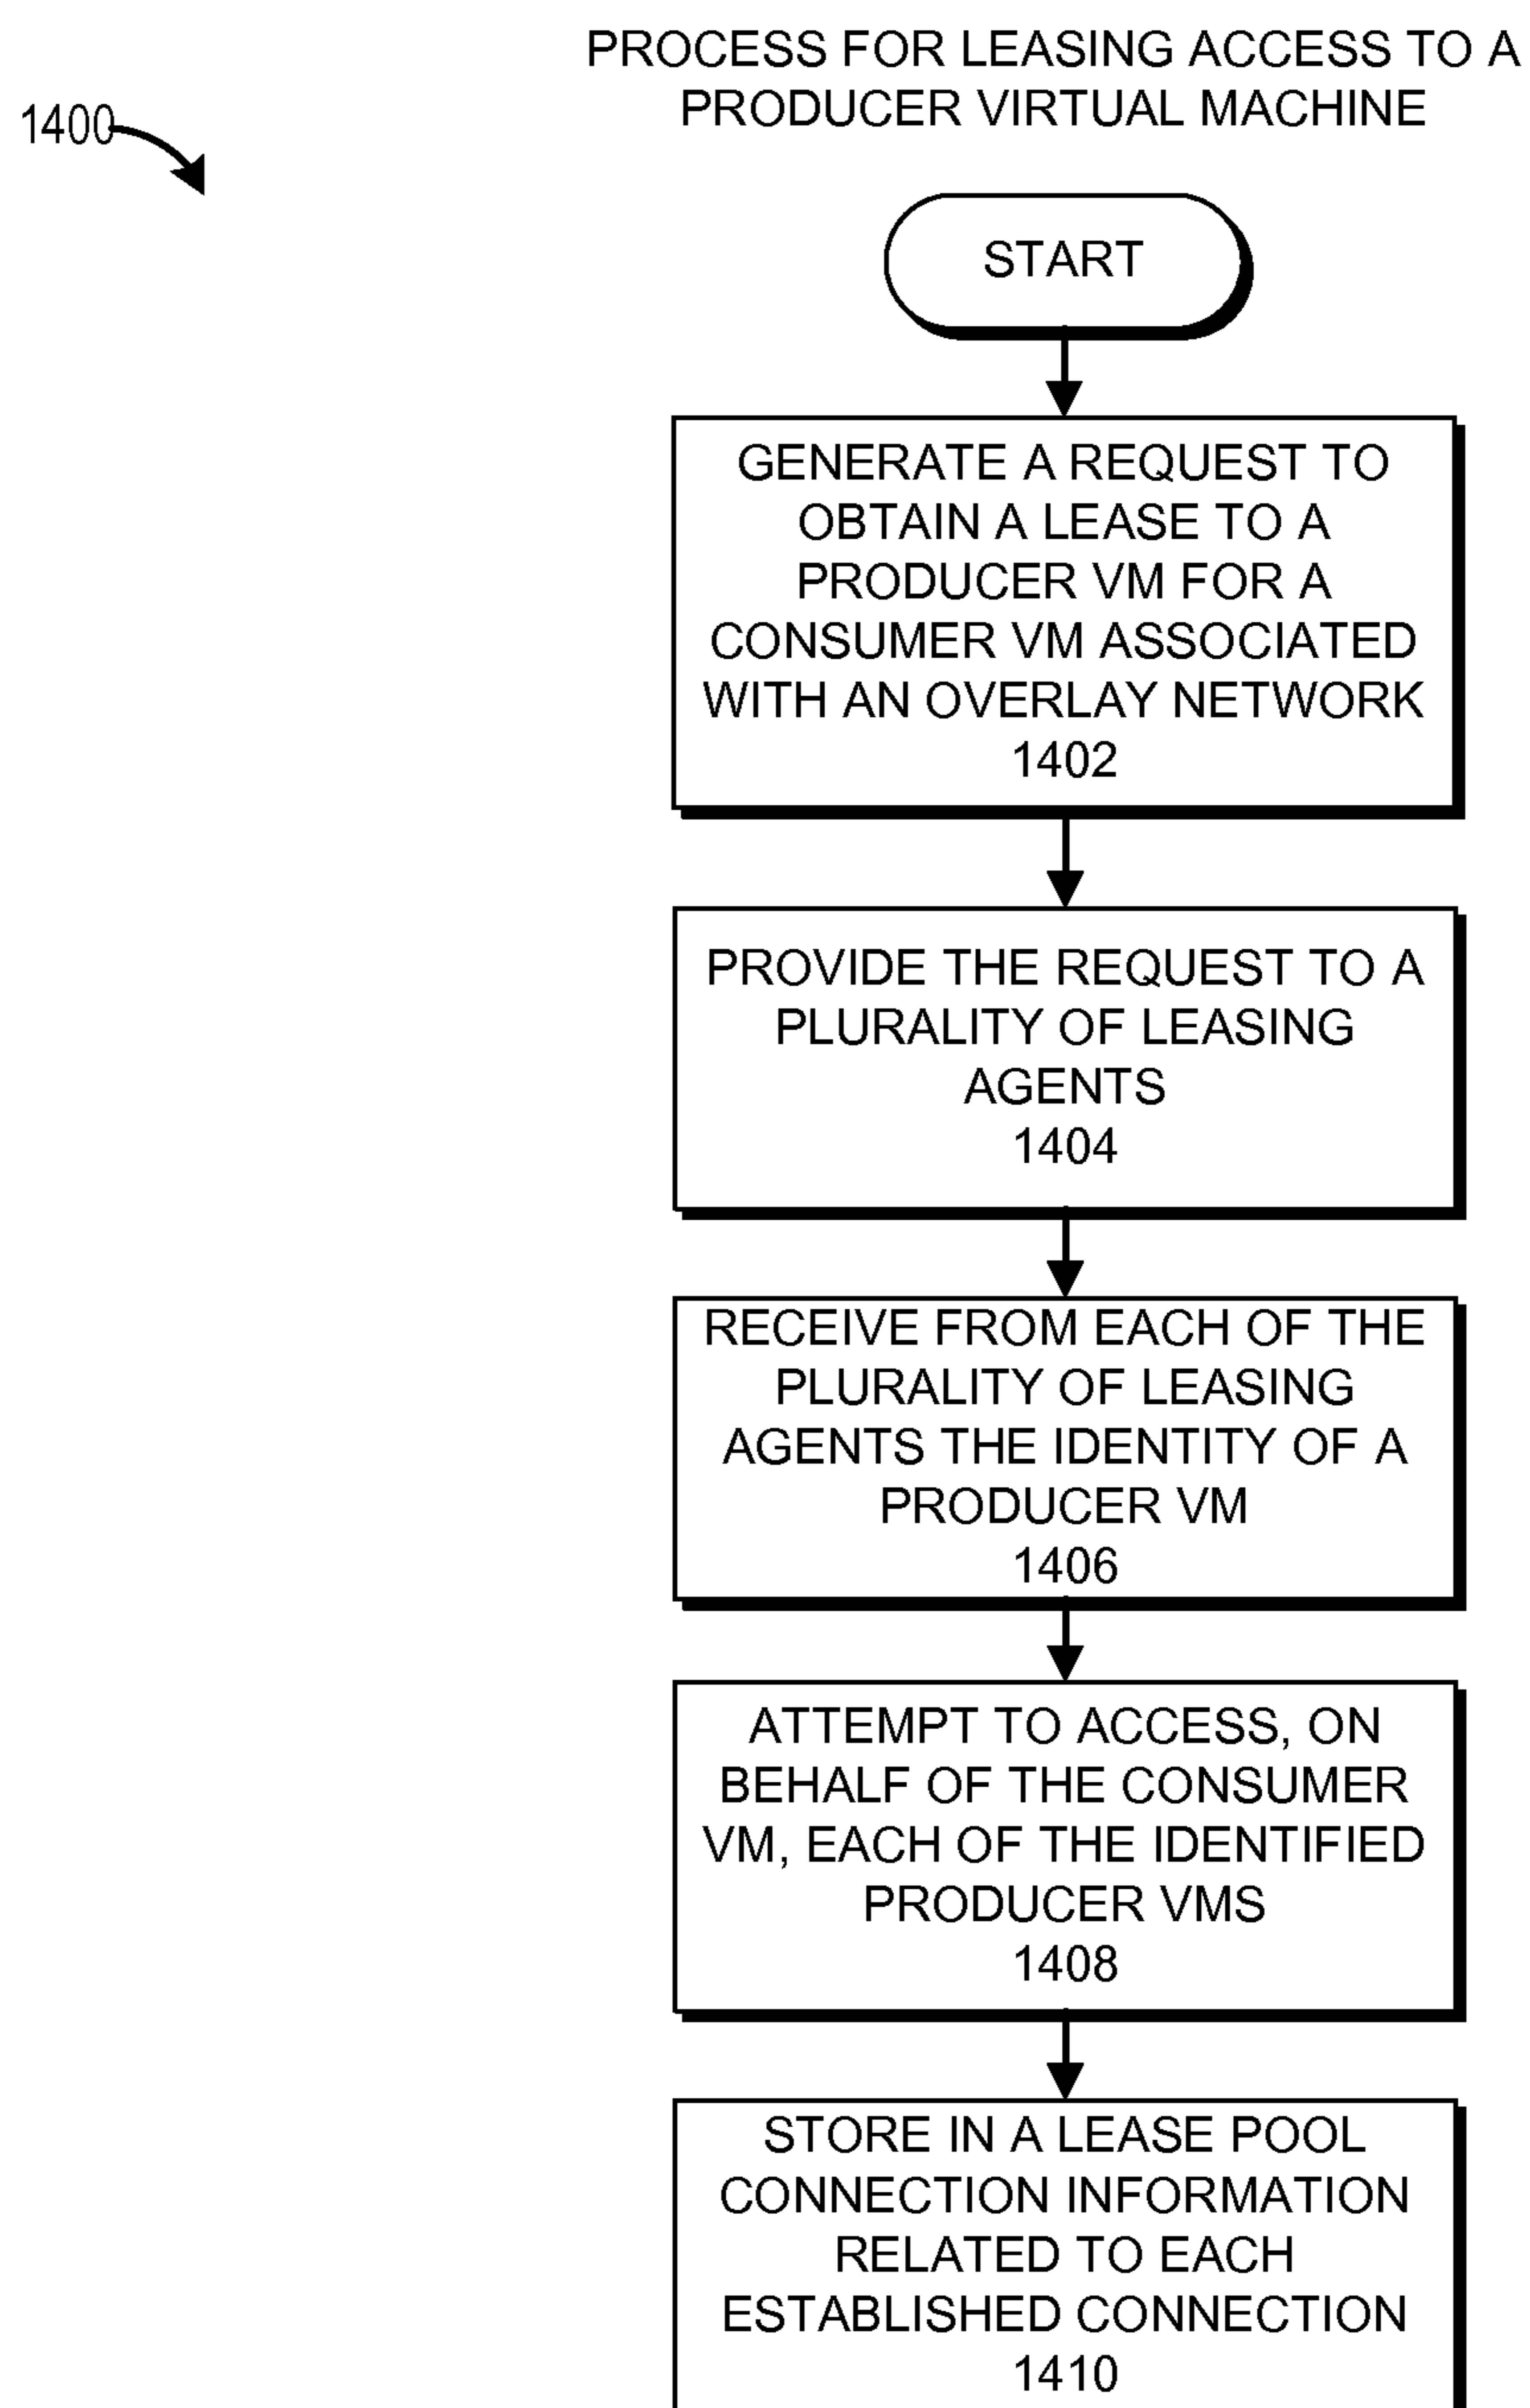 PROCESS FOR LEASING ACCESS TO A
PRODUCER VIRTUAL MACHINE
1400
START
GENERATE A REQUEST TO
OBTAIN A LEASE TO A
PRODUCER VM FOR A
CONSUMER VM ASSOCIATED
WITH AN OVERLAY NETWORK
1402
PROVIDE THE REQUEST TO A
PLURALITY OF LEASING
AGENTS
1404
RECEIVE FROM EACH OF THE
PLURALITY OF LEASING
AGENTS THE IDENTITY OF A
PRODUCER VM
1406
ATTEMPT TO ACCESS, ON
BEHALF OF THE CONSUMER
VM, EACH OF THE IDENTIFIED
PRODUCER VMS
1408
STORE IN A LEASE POOL
CONNECTION INFORMATION
RELATED TO EACH
ESTABLISHED CONNECTION
1410